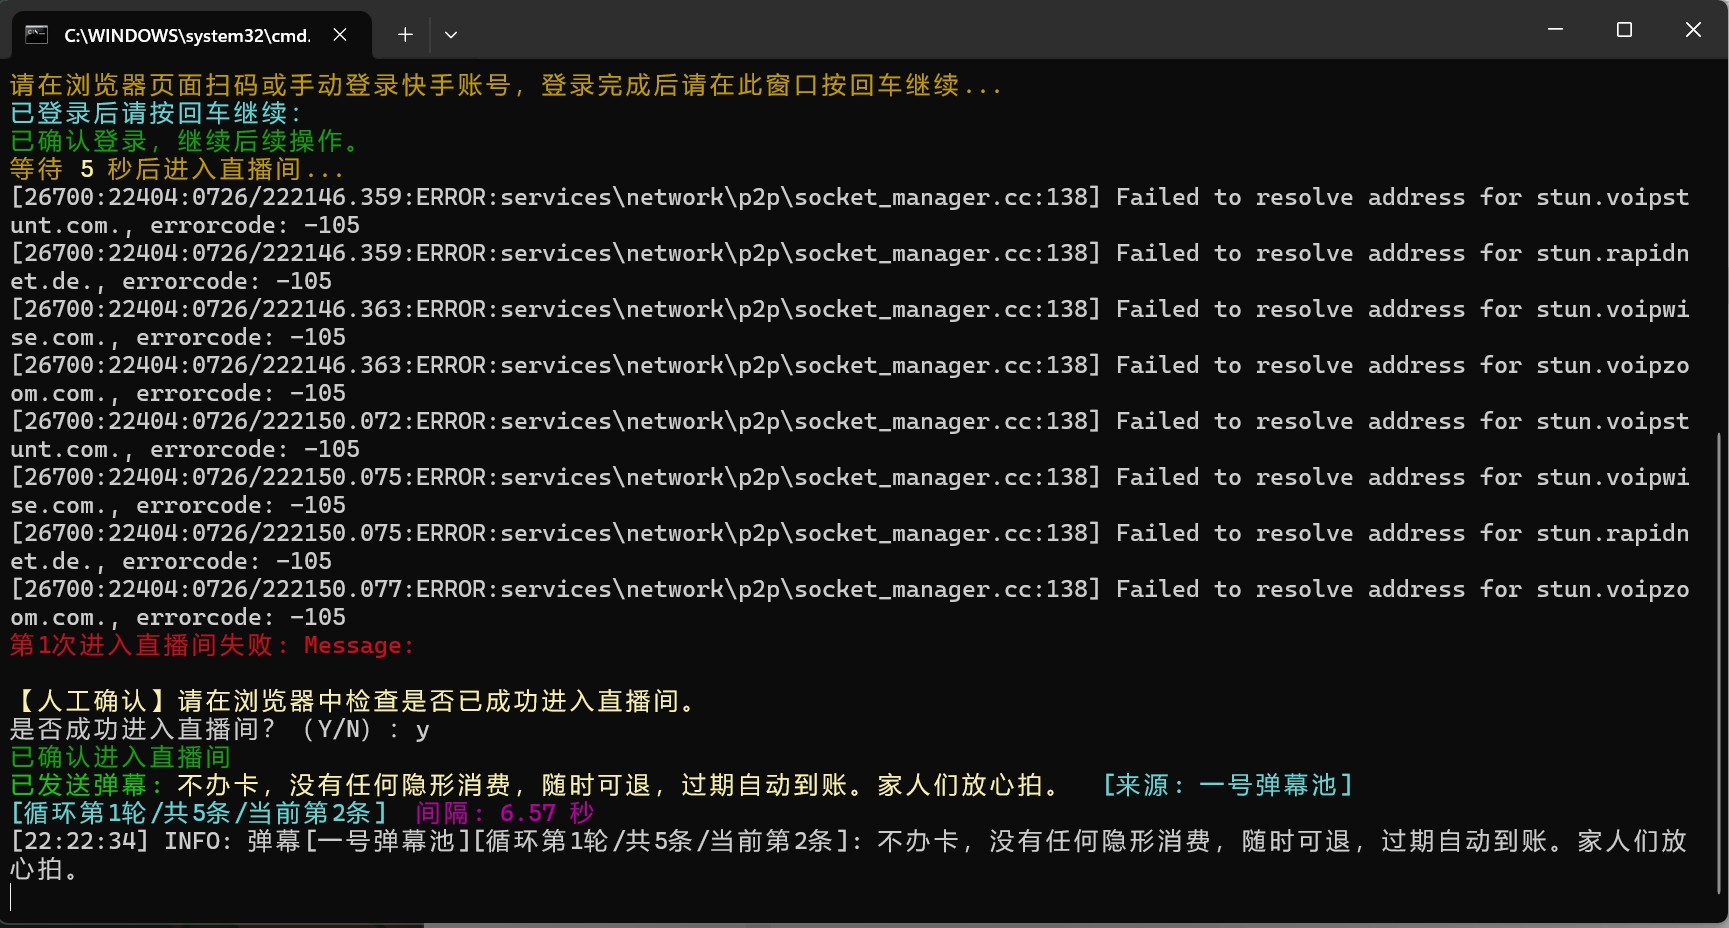 C:\WINDOWS\system32\cmd.
请在浏览器页面扫码或手动登录快手账号，登录完成后请在此窗口按回车继续...
已登录后请按回车继续：
已确认登录，继续后续操作。
等待 5 秒后进入直播间...
[26700:22404:0726/222146.359:ERROR:services\network\p2p\socket_manager.cc:138] Failed to resolve address for stun.voipst
unt.com., errorcode: -105
[26700:22404:0726/222146.359:ERROR:services\network\p2p\socket_manager.cc:138] Failed to resolve address for stun.rapidn
et.de., errorcode: -105
[26700:22404:0726/222146.363:ERROR:services\network\p2p\socket_manager.cc:138] Failed to resolve address for stun.voipwi
se.com., errorcode: -105
[26700:22404:0726/222146.363:ERROR:services\network\p2p\socket_manager.cc:138] Failed to resolve address for stun.voipzo
om.com., errorcode: -105
[26700:22404:0726/222150.072:ERROR:services\network\p2p\socket_manager.cc:138] Failed to resolve address for stun.voipst
unt.com., errorcode: -105
[26700:22404:0726/222150.075:ERROR:services\network\p2p\socket_manager.cc:138] Failed to resolve address for stun.voipwi
se.com., errorcode: -105
[26700:22404:0726/222150.075:ERROR:services\network\p2p\socket_manager.cc:138] Failed to resolve address for stun.rapidn
et.de., errorcode: -105
[26700:22404:0726/222150.077:ERROR:services\network\p2p\socket_manager.cc:138] Failed to resolve address for stun.voipzo
om.com., errorcode: -105
第1次进入直播间失败: Message:
【人工确认】请在浏览器中检查是否已成功进入直播间。
是否成功进入直播间？（Y/N）: y
已确认进入直播间
已发送弹幕: 不办卡，没有任何隐形消费，随时可退，过期自动到账。家人们放心拍。 [来源: 一号弹幕池]
[循环第1轮/共5条/当前第2条] 间隔: 6.57 秒
[22:22:34] INFO: 弹幕[一号弹幕池][循环第1轮/共5条/当前第2条]: 不办卡，没有任何隐形消费，随时可退，过期自动到账。家人们放
心拍。